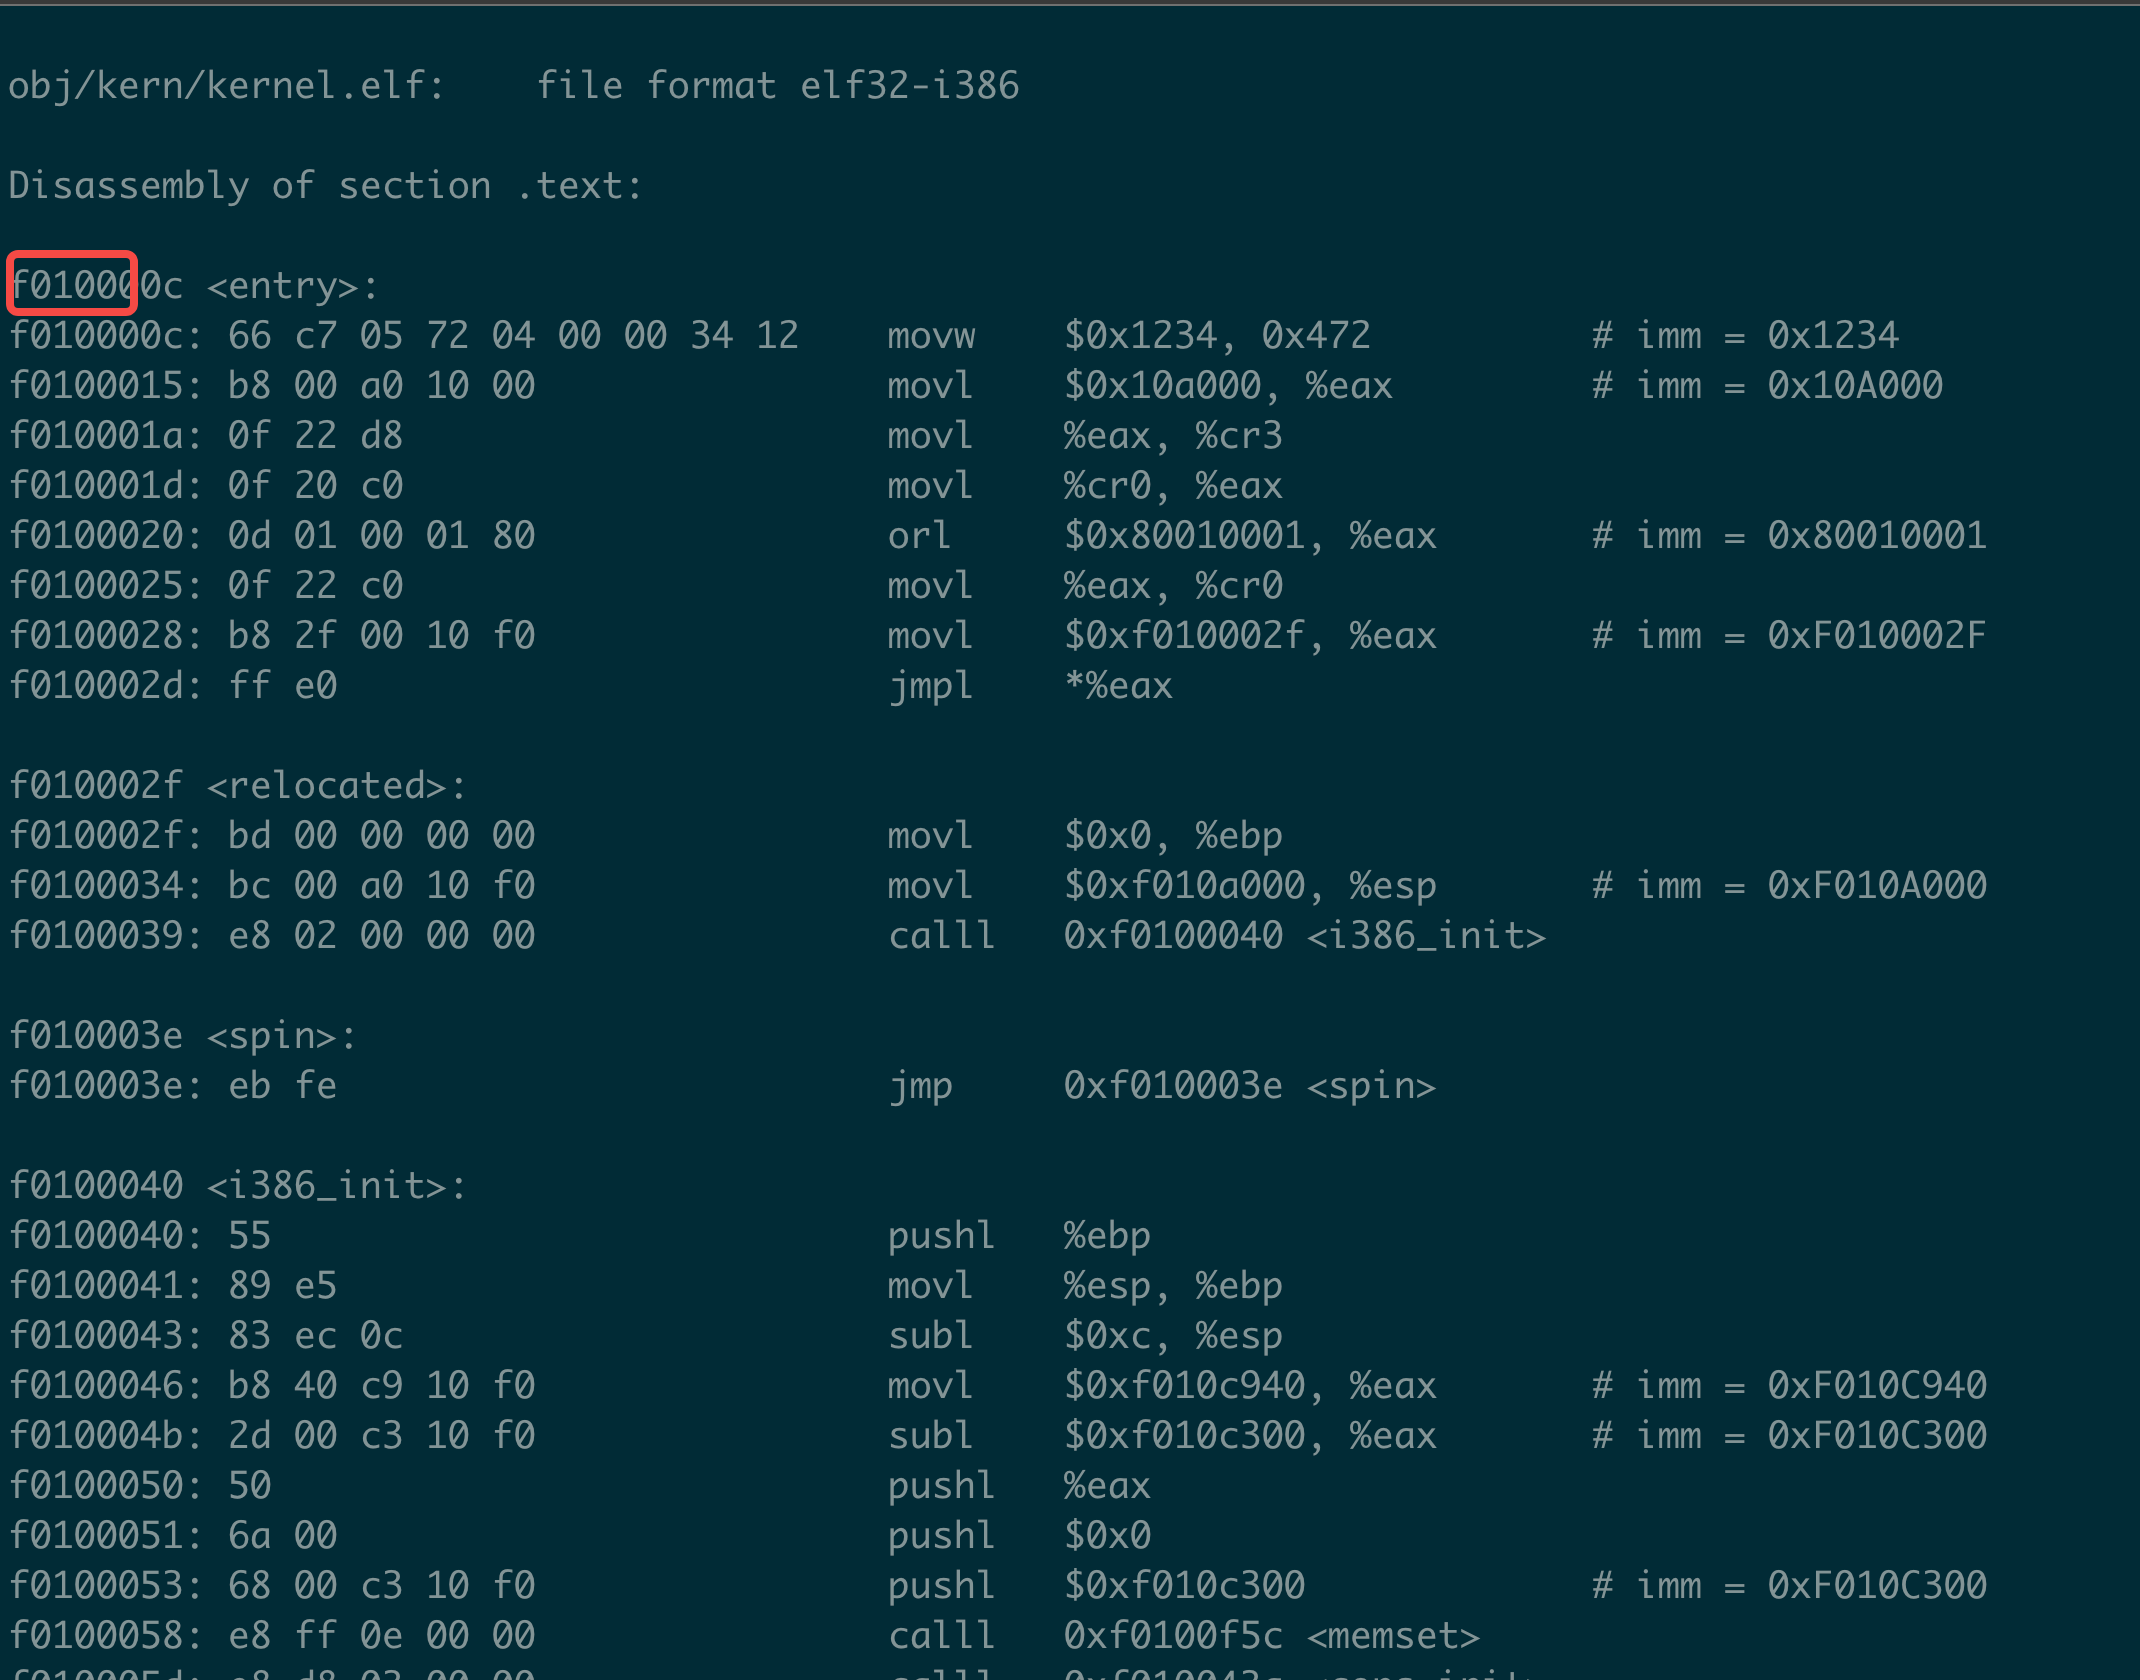 obj/kern/kernel.elf: file format elf32-i386
Disassembly of section .text:
f010000c <entry>:
f010000c: 66 c7 05 72 04 00 00 34 12 movw $0x1234, 0x472 # imm = 0x1234
f0100015: b8 00 a0 10 00 movl $0x10a000, %eax # imm = 0x10A000
f010001a: 0f 22 d8 movl %eax, %cr3
f010001d: 0f 20 c0 movl %cr0, %eax
f0100020: 0d 01 00 01 80 orl $0x80010001, %eax # imm = 0x80010001
f0100025: 0f 22 c0 movl %eax, %cr0
f0100028: b8 2f 00 10 f0 movl $0xf010002f, %eax # imm = 0xF010002F
f010002d: ff e0 jmpl *%eax
f010002f <relocated>:
f010002f: bd 00 00 00 00 movl $0x0, %ebp
f0100034: bc 00 a0 10 f0 movl $0xf010a000, %esp # imm = 0xF010A000
f0100039: e8 02 00 00 00 calll 0xf0100040 <i386_init>
f010003e <spin>:
f010003e: eb fe jmp 0xf010003e <spin>
f0100040 <i386_init>:
f0100040: 55 pushl %ebp
f0100041: 89 e5 movl %esp, %ebp
f0100043: 83 ec 0c subl $0xc, %esp
f0100046: b8 40 c9 10 f0 movl $0xf010c940, %eax # imm = 0xF010C940
f010004b: 2d 00 c3 10 f0 subl $0xf010c300, %eax # imm = 0xF010C300
f0100050: 50 pushl %eax
f0100051: 6a 00 pushl $0x0
f0100053: 68 00 c3 10 f0 pushl $0xf010c300 # imm = 0xF010C300
f0100058: e8 ff 0e 00 00 calll 0xf0100f5c <memset>